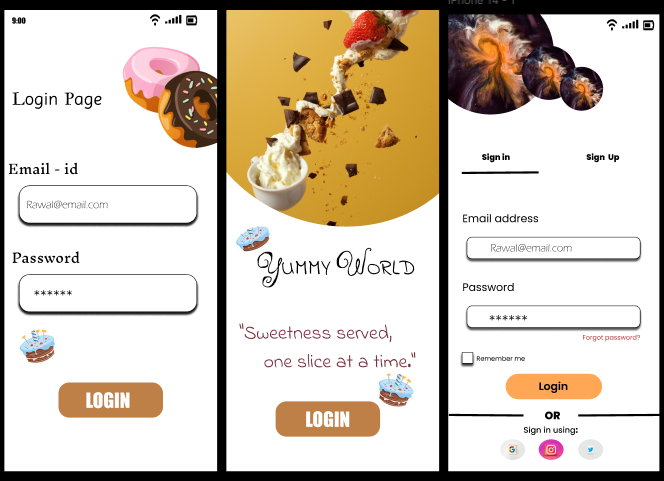 9:00
Login Page
Email - id
Rawal@email.com
Password
******
LOGIN
Yummy World
"Sweetness served,
one slice at a time."
LOGIN
iPhone 14 - 1
Sign in
Sign Up
Email address
Rawal@email.com
Password
******
Forgot password?
Remember me
Login
OR
Sign in using:
G